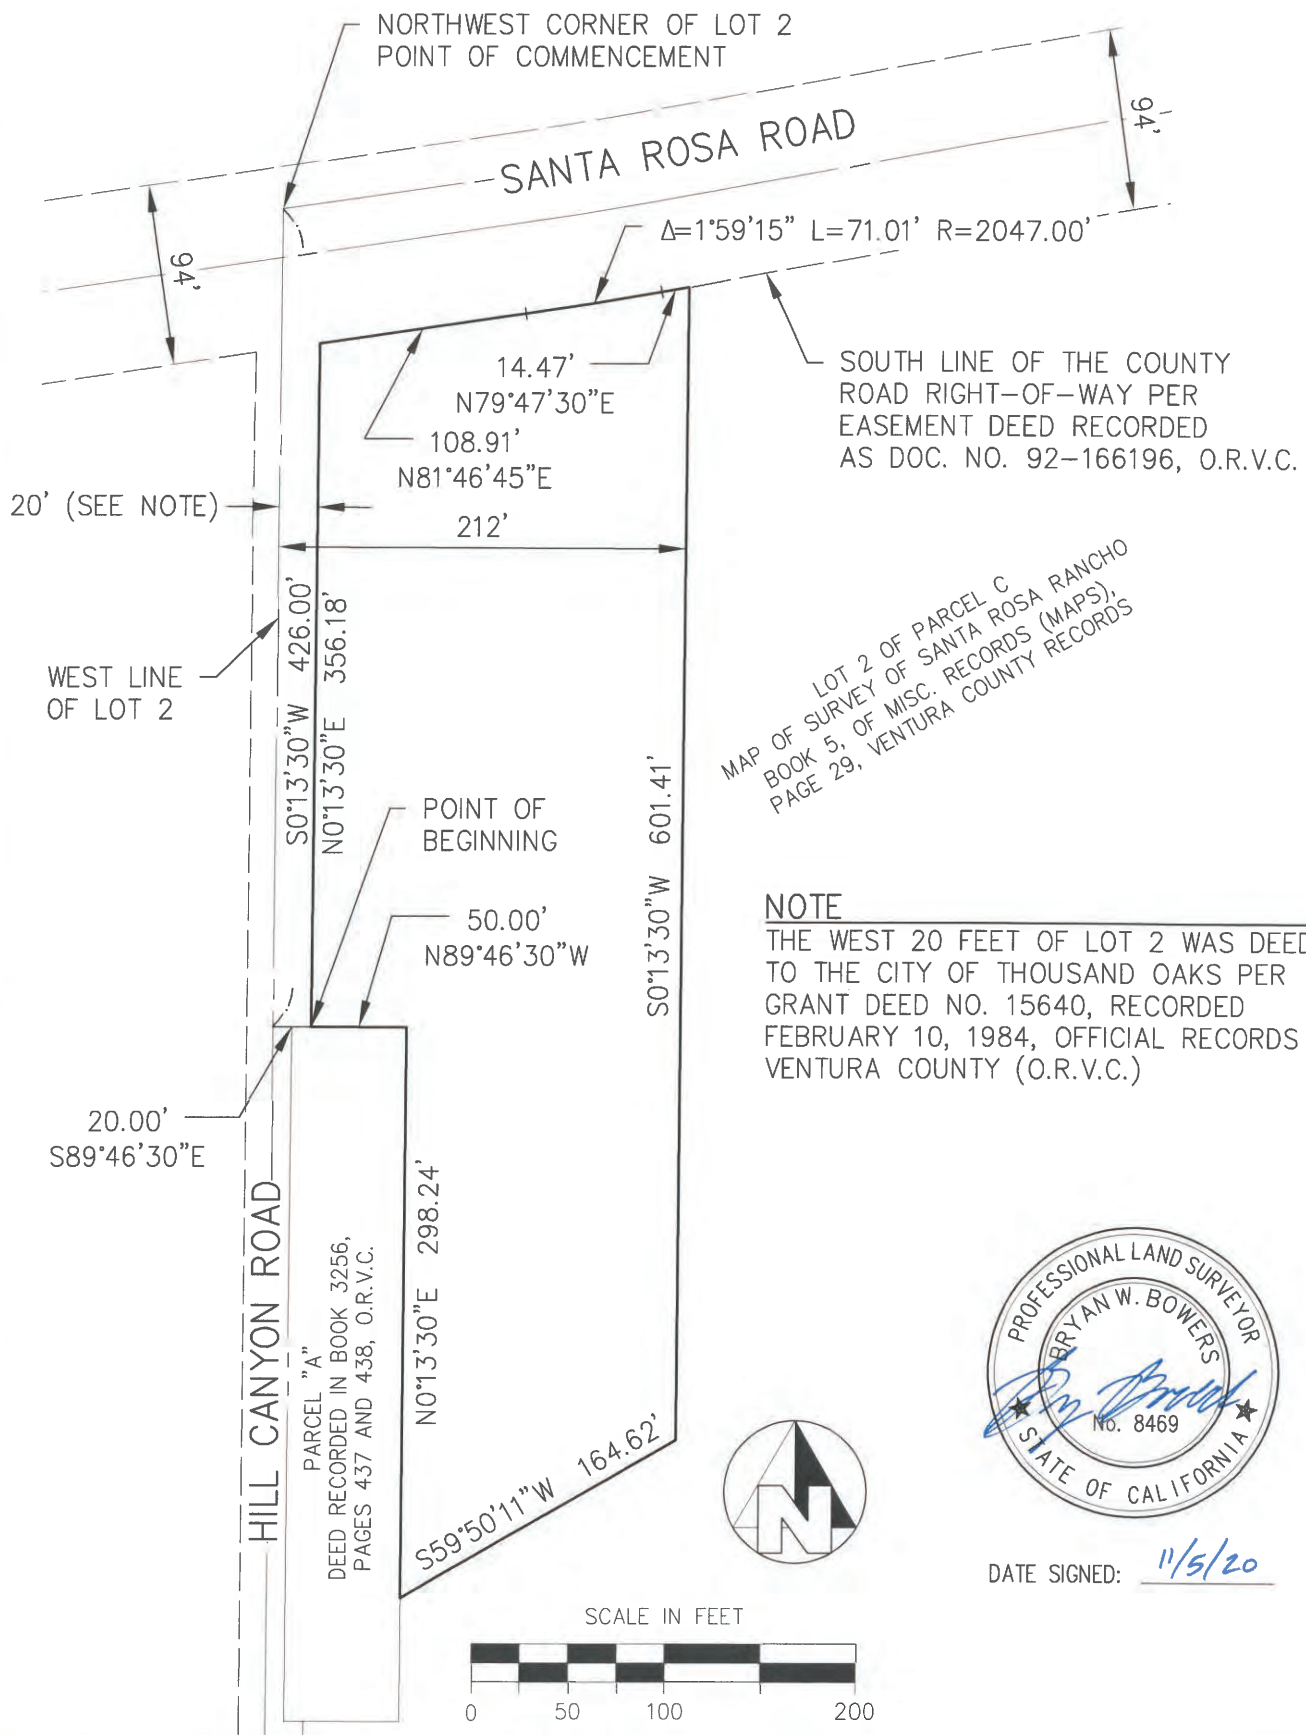 NORTHWEST CORNER OF LOT 2
POINT OF COMMENCEMENT
94'
SANTA ROSA ROAD
94'
Δ=1°59'15" L=71.01' R=2047.00'
14.47'
N79°47'30"E
SOUTH LINE OF THE COUNTY
ROAD RIGHT-OF-WAY PER
EASEMENT DEED RECORDED
AS DOC. NO. 92-166196, O.R.V.C.
108.91'
N81°46'45"E
20' (SEE NOTE)
212'
S0°13'30"W 426.00'
N0°13'30"E 356.18'
WEST LINE
OF LOT 2
LOT 2 OF PARCEL C
MAP OF SURVEY OF SANTA ROSA RANCHO
BOOK 5, OF MISC. RECORDS (MAPS),
PAGE 29, VENTURA COUNTY RECORDS
S0°13'30"W 601.41'
POINT OF
BEGINNING
50.00'
N89°46'30"W
NOTE
THE WEST 20 FEET OF LOT 2 WAS DEED
TO THE CITY OF THOUSAND OAKS PER
GRANT DEED NO. 15640, RECORDED
FEBRUARY 10, 1984, OFFICIAL RECORDS
VENTURA COUNTY (O.R.V.C.)
20.00'
S89°46'30"E
HILL CANYON ROAD
PARCEL "A"
DEED RECORDED IN BOOK 3256,
PAGES 437 AND 438, O.R.V.C.
N0°13'30"E 298.24'
S59°50'11"W 164.62'
N
PROFESSIONAL LAND SURVEYOR
BRYAN W. BOWERS
No. 8469
STATE OF CALIFORNIA
DATE SIGNED: 11/5/20
SCALE IN FEET
0 50 100 200